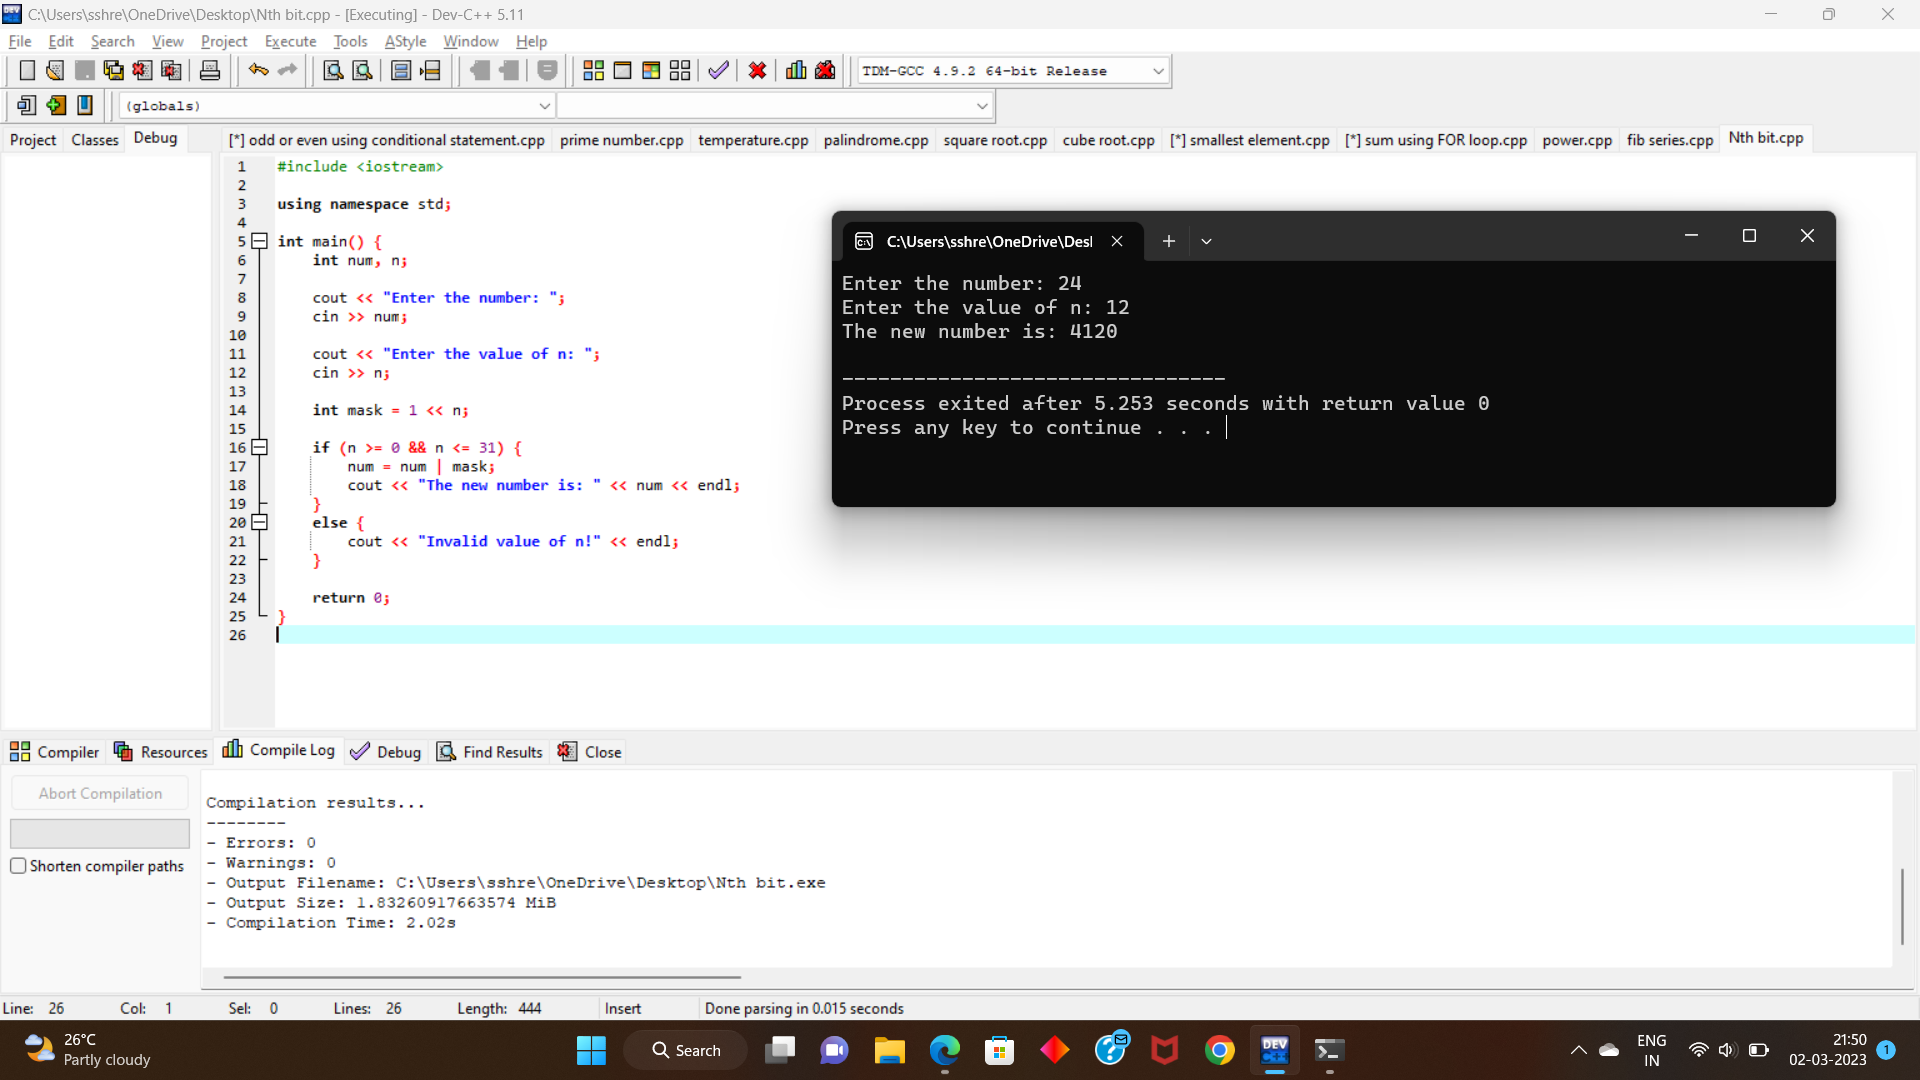 C:\Users\sshre\OneDrive\Desktop\Nth bit.cpp - [Executing] - Dev-C++ 5.11
File Edit Search View Project Execute Tools AStyle Window Help
TDM-GCC 4.9.2 64-bit Release
(globals)
Project Classes Debug
[*] odd or even using conditional statement.cpp prime number.cpp temperature.cpp palindrome.cpp square root.cpp cube root.cpp [*] smallest element.cpp [*] sum using FOR loop.cpp power.cpp fib series.cpp Nth bit.cpp
1 #include <iostream>
2
3 using namespace std;
4
5 int main() {
6 int num, n;
7
8 cout << "Enter the number: ";
9 cin >> num;
10
11 cout << "Enter the value of n: ";
12 cin >> n;
13
14 int mask = 1 << n;
15
16 if (n >= 0 && n <= 31) {
17 num = num | mask;
18 cout << "The new number is: " << num << endl;
19 }
20 else {
21 cout << "Invalid value of n!" << endl;
22 }
23
24 return 0;
25 }
26
C:\Users\sshre\OneDrive\Desl
Enter the number: 24
Enter the value of n: 12
The new number is: 4120
--------------------------------
Process exited after 5.253 seconds with return value 0
Press any key to continue . . .
Compiler Resources Compile Log Debug Find Results Close
Abort Compilation
Shorten compiler paths
Compilation results...
--------
- Errors: 0
- Warnings: 0
- Output Filename: C:\Users\sshre\OneDrive\Desktop\Nth bit.exe
- Output Size: 1.83260917663574 MiB
- Compilation Time: 2.02s
Line: 26 Col: 1 Sel: 0 Lines: 26 Length: 444 Insert Done parsing in 0.015 seconds
26°C
Partly cloudy
Search
DEV
C++
ENG
IN
21:50
02-03-2023
1